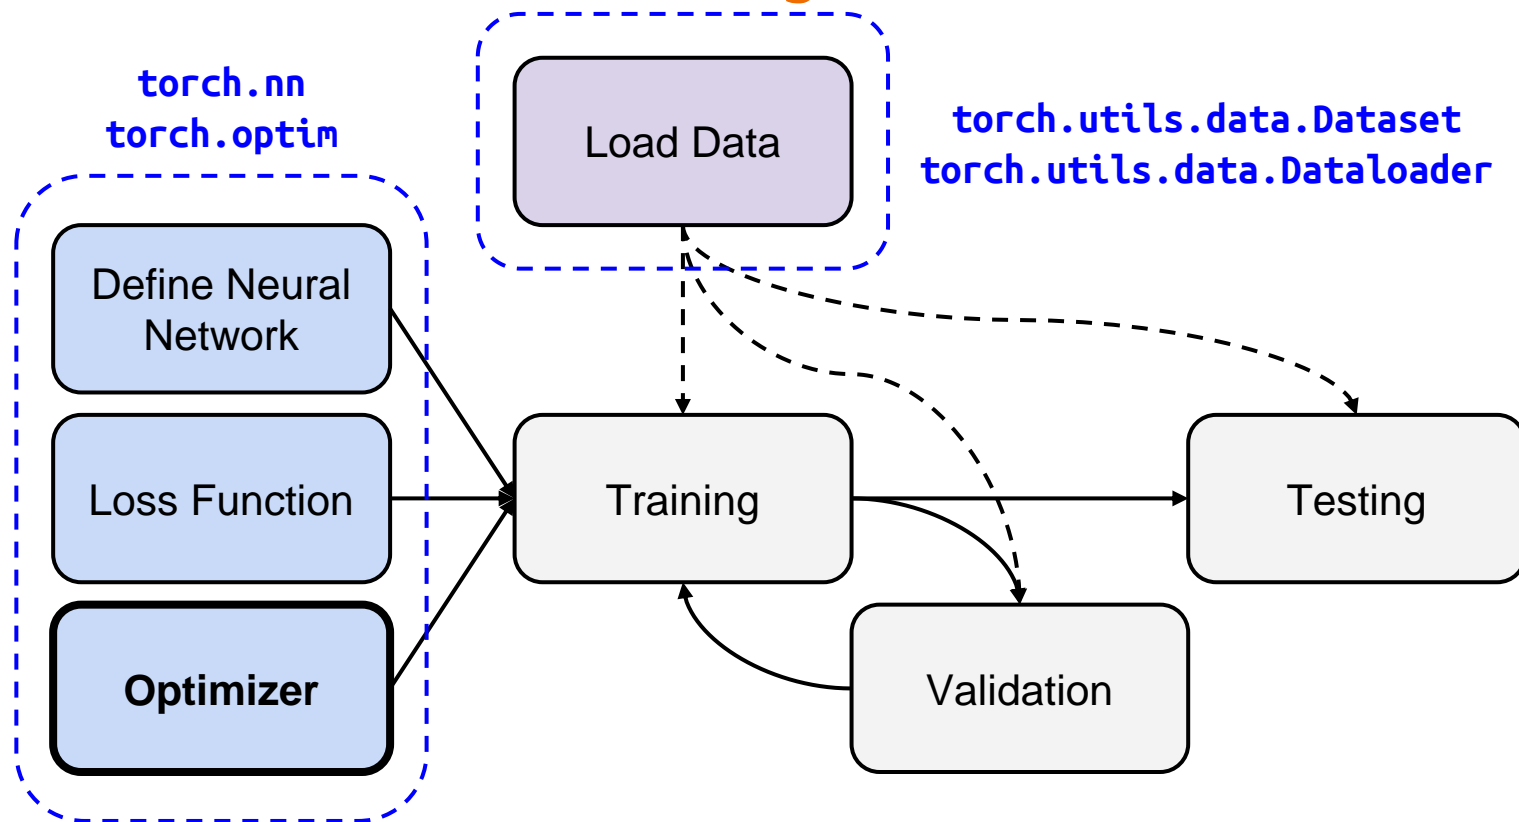 torch.nn
torch.optim
Load Data
torch.utils.data.Dataset
torch.utils.data.Dataloader
Define Neural
Network
Loss Function
Optimizer
Training
Validation
Testing